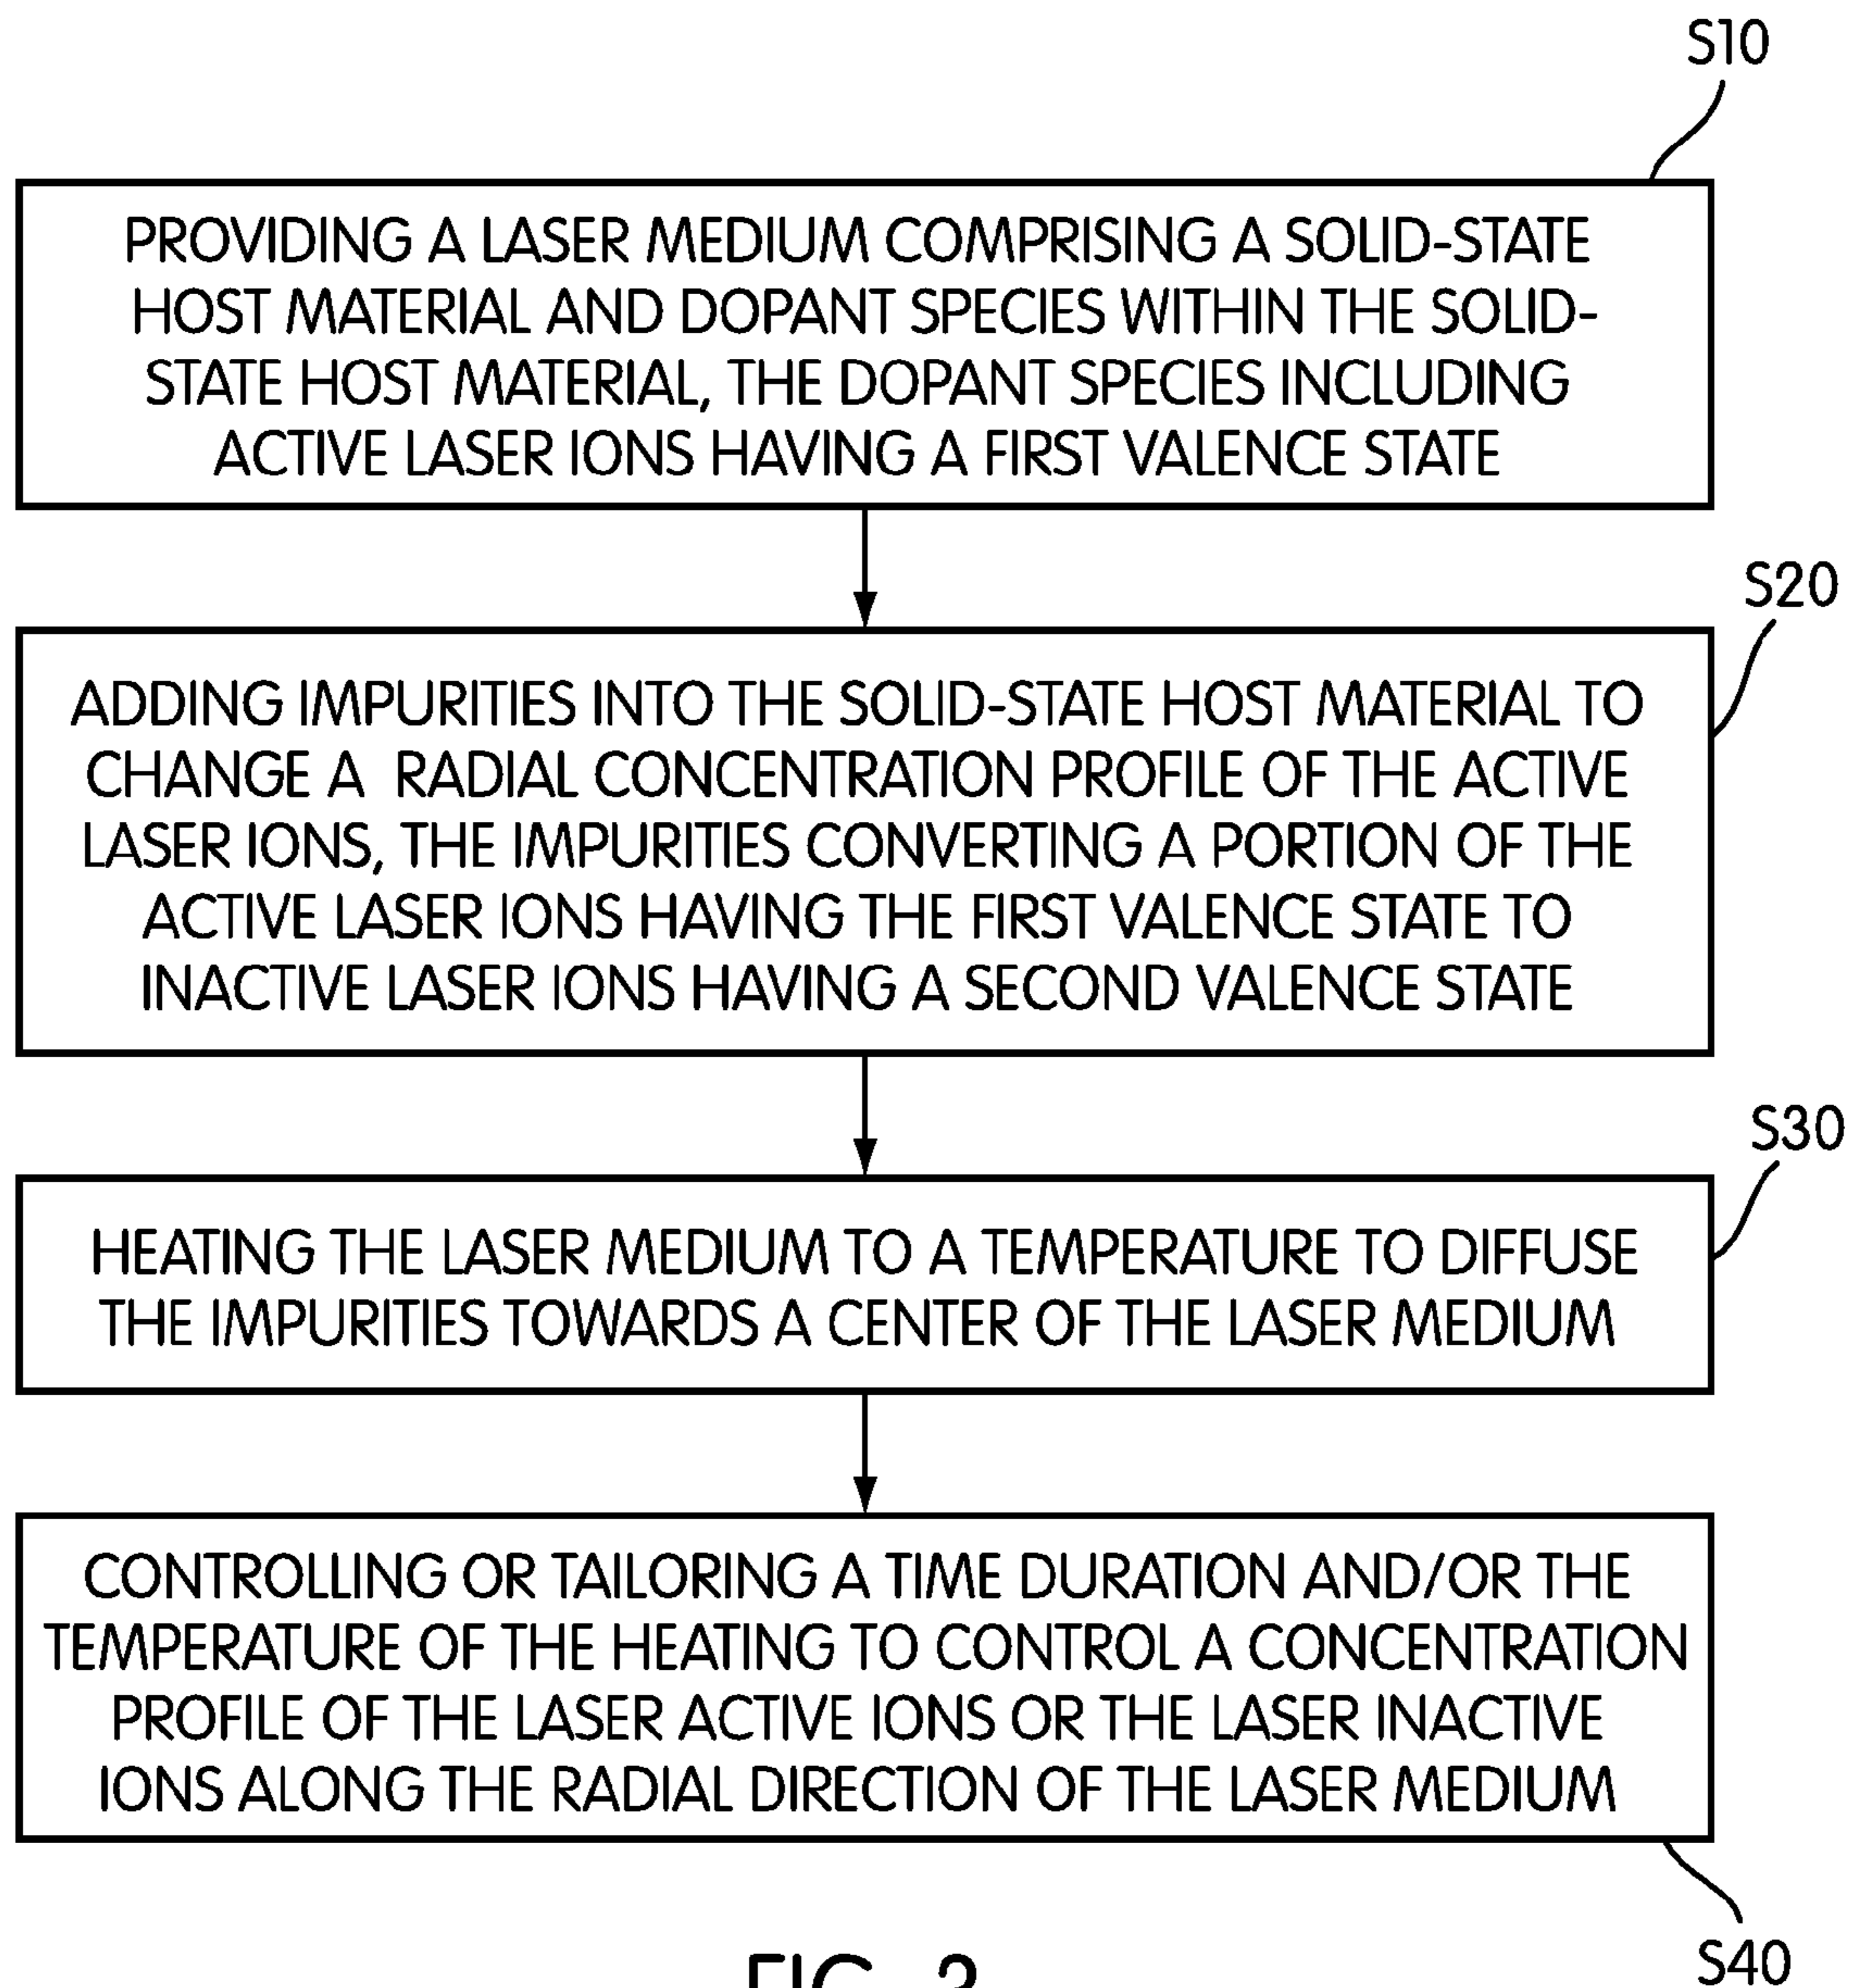 S10
PROVIDING A LASER MEDIUM COMPRISING A SOLID-STATE
HOST MATERIAL AND DOPANT SPECIES WITHIN THE SOLID-
STATE HOST MATERIAL, THE DOPANT SPECIES INCLUDING
ACTIVE LASER IONS HAVING A FIRST VALENCE STATE
S20
ADDING IMPURITIES INTO THE SOLID-STATE HOST MATERIAL TO
CHANGE A RADIAL CONCENTRATION PROFILE OF THE ACTIVE
LASER IONS, THE IMPURITIES CONVERTING A PORTION OF THE
ACTIVE LASER IONS HAVING THE FIRST VALENCE STATE TO
INACTIVE LASER IONS HAVING A SECOND VALENCE STATE
S30
HEATING THE LASER MEDIUM TO A TEMPERATURE TO DIFFUSE
THE IMPURITIES TOWARDS A CENTER OF THE LASER MEDIUM
CONTROLLING OR TAILORING A TIME DURATION AND/OR THE
TEMPERATURE OF THE HEATING TO CONTROL A CONCENTRATION
PROFILE OF THE LASER ACTIVE IONS OR THE LASER INACTIVE
IONS ALONG THE RADIAL DIRECTION OF THE LASER MEDIUM
S40
FIG.